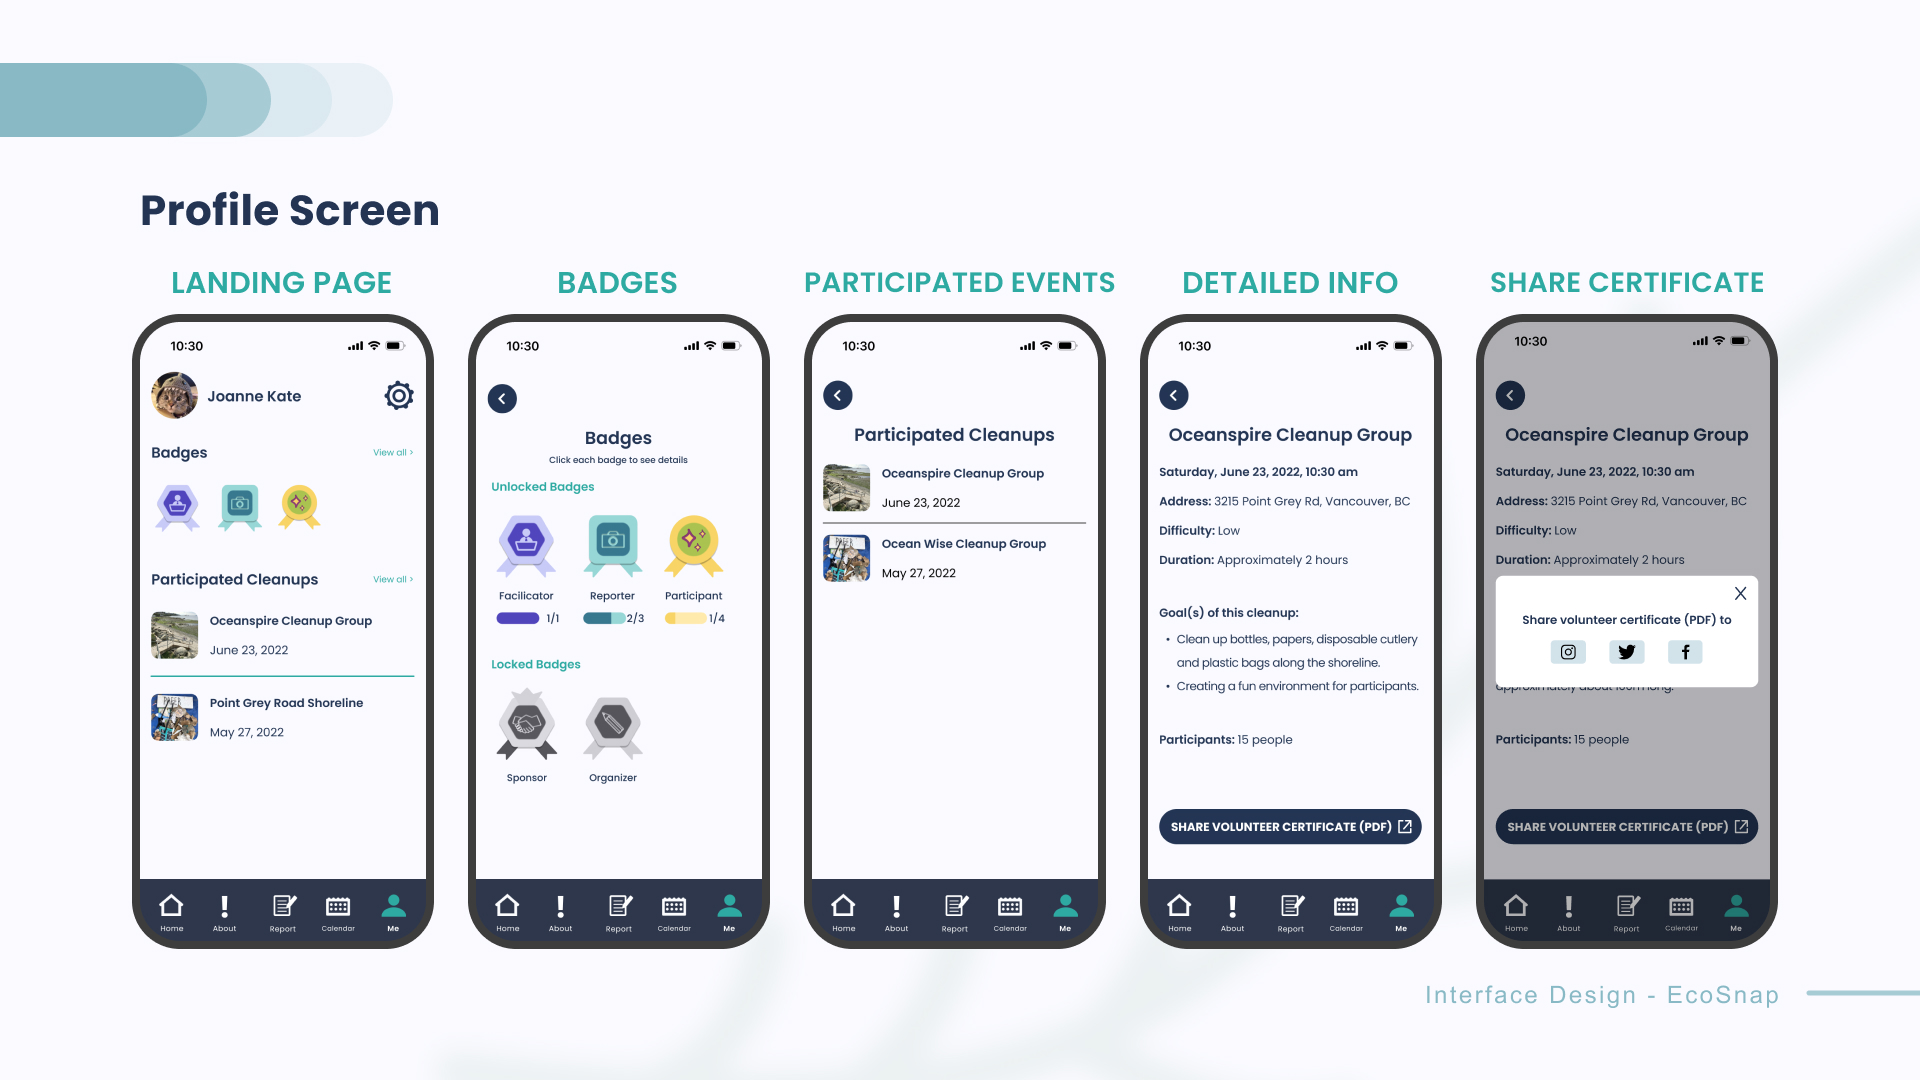 Profile Screen
LANDING PAGE
10:30
Joanne Kate
Badges
View all >
Participated Cleanups
View all >
Oceanspire Cleanup Group
June 23, 2022
Point Grey Road Shoreline
May 27, 2022
Home About Report Calendar Me
BADGES
10:30
Badges
Click each badge to see details
Unlocked Badges
Facilicator Reporter Participant
1/1 2/3 1/4
Locked Badges
Sponsor Organizer
Home About Report Calendar Me
PARTICIPATED EVENTS
10:30
Participated Cleanups
Oceanspire Cleanup Group
June 23, 2022
Ocean Wise Cleanup Group
May 27, 2022
Home About Report Calendar Me
DETAILED INFO
10:30
Oceanspire Cleanup Group
Saturday, June 23, 2022, 10:30 am
Address: 3215 Point Grey Rd, Vancouver, BC
Difficulty: Low
Duration: Approximately 2 hours
Goal(s) of this cleanup:
• Clean up bottles, papers, disposable cutlery
and plastic bags along the shoreline.
• Creating a fun environment for participants.
Participants: 15 people
SHARE VOLUNTEER CERTIFICATE (PDF)
Home About Report Calendar Me
SHARE CERTIFICATE
10:30
Oceanspire Cleanup Group
Saturday, June 23, 2022, 10:30 am
Address: 3215 Point Grey Rd, Vancouver, BC
Difficulty: Low
Duration: Approximately 2 hours
X
Share volunteer certificate (PDF) to
approximately about 100m long.
Participants: 15 people
SHARE VOLUNTEER CERTIFICATE (PDF)
Home About Report Calendar Me
Interface Design - EcoSnap